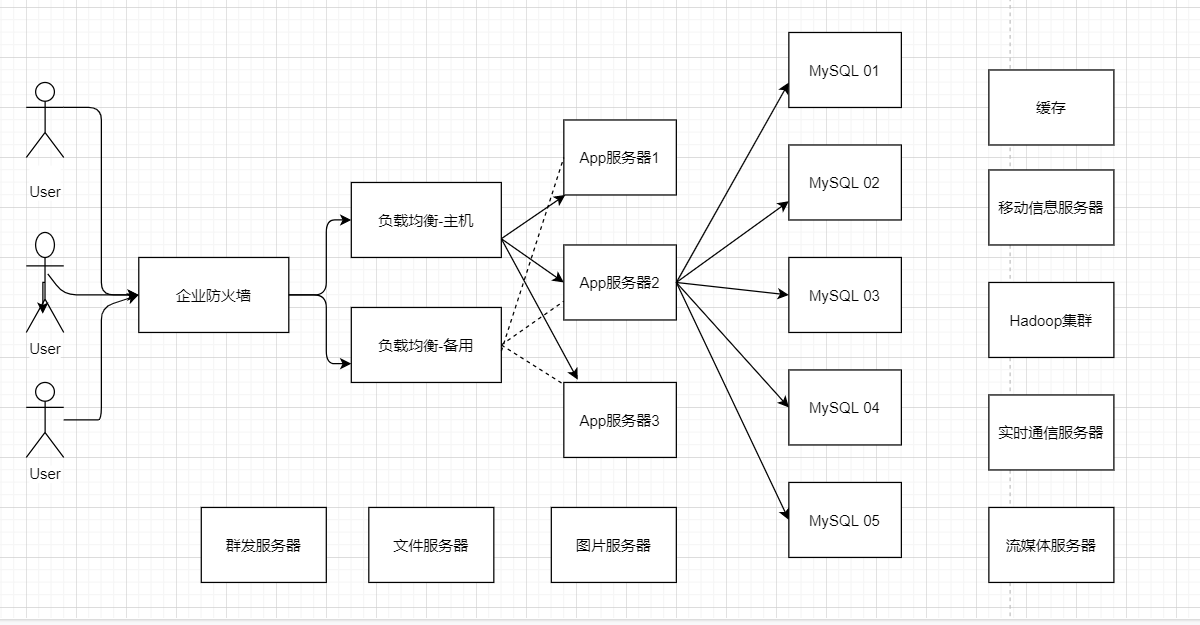 User
User
User
企业防火墙
负载均衡-主机
负载均衡-备用
App服务器1
App服务器2
App服务器3
MySQL 01
MySQL 02
MySQL 03
MySQL 04
MySQL 05
缓存
移动信息服务器
Hadoop集群
实时通信服务器
流媒体服务器
群发服务器
文件服务器
图片服务器